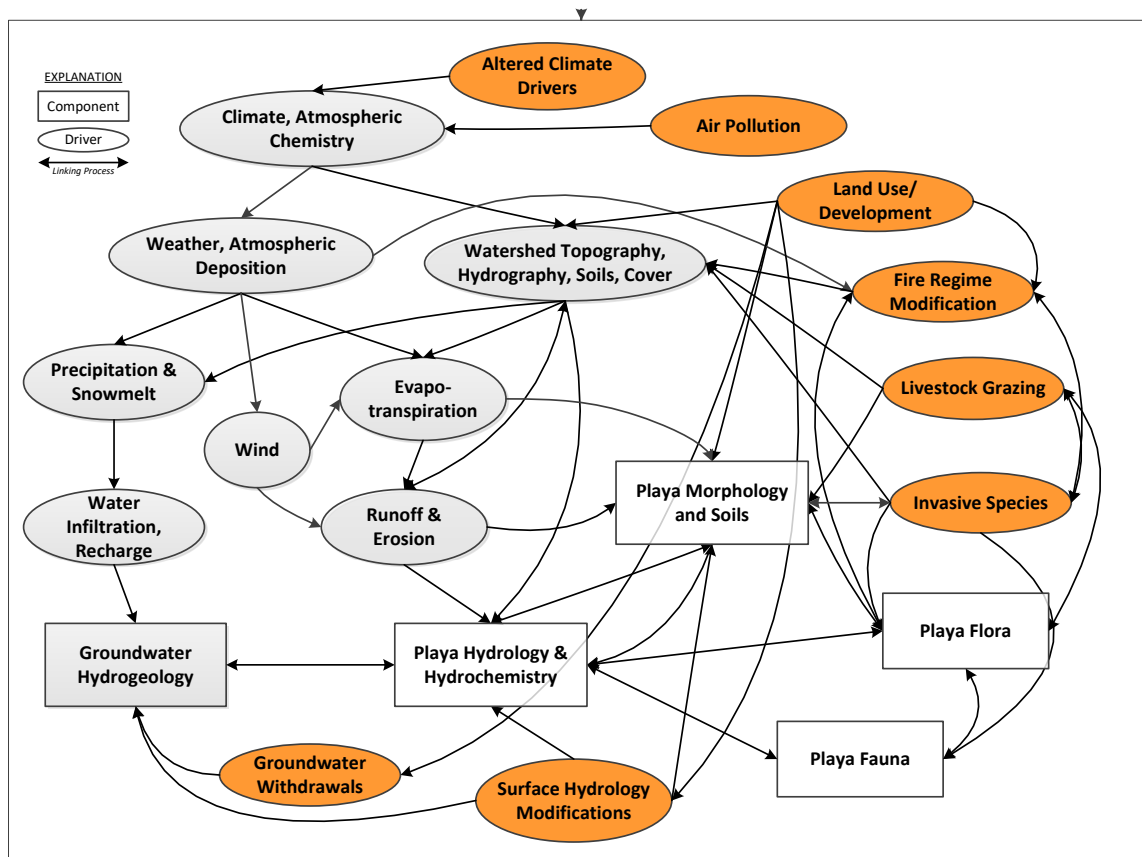 EXPLANATION
Component
Driver
Linking Process
Altered Climate
Drivers
Climate, Atmospheric
Chemistry
Air Pollution
Land Use/
Development
Weather, Atmospheric
Deposition
Watershed Topography,
Hydrography, Soils, Cover
Fire Regime
Modification
Precipitation &
Snowmelt
Evapo-
transpiration
Livestock Grazing
Wind
Water
Infiltration,
Recharge
Runoff &
Erosion
Playa Morphology
and Soils
Invasive Species
Groundwater
Hydrogeology
Playa Hydrology &
Hydrochemistry
Playa Flora
Playa Fauna
Groundwater
Withdrawals
Surface Hydrology
Modifications